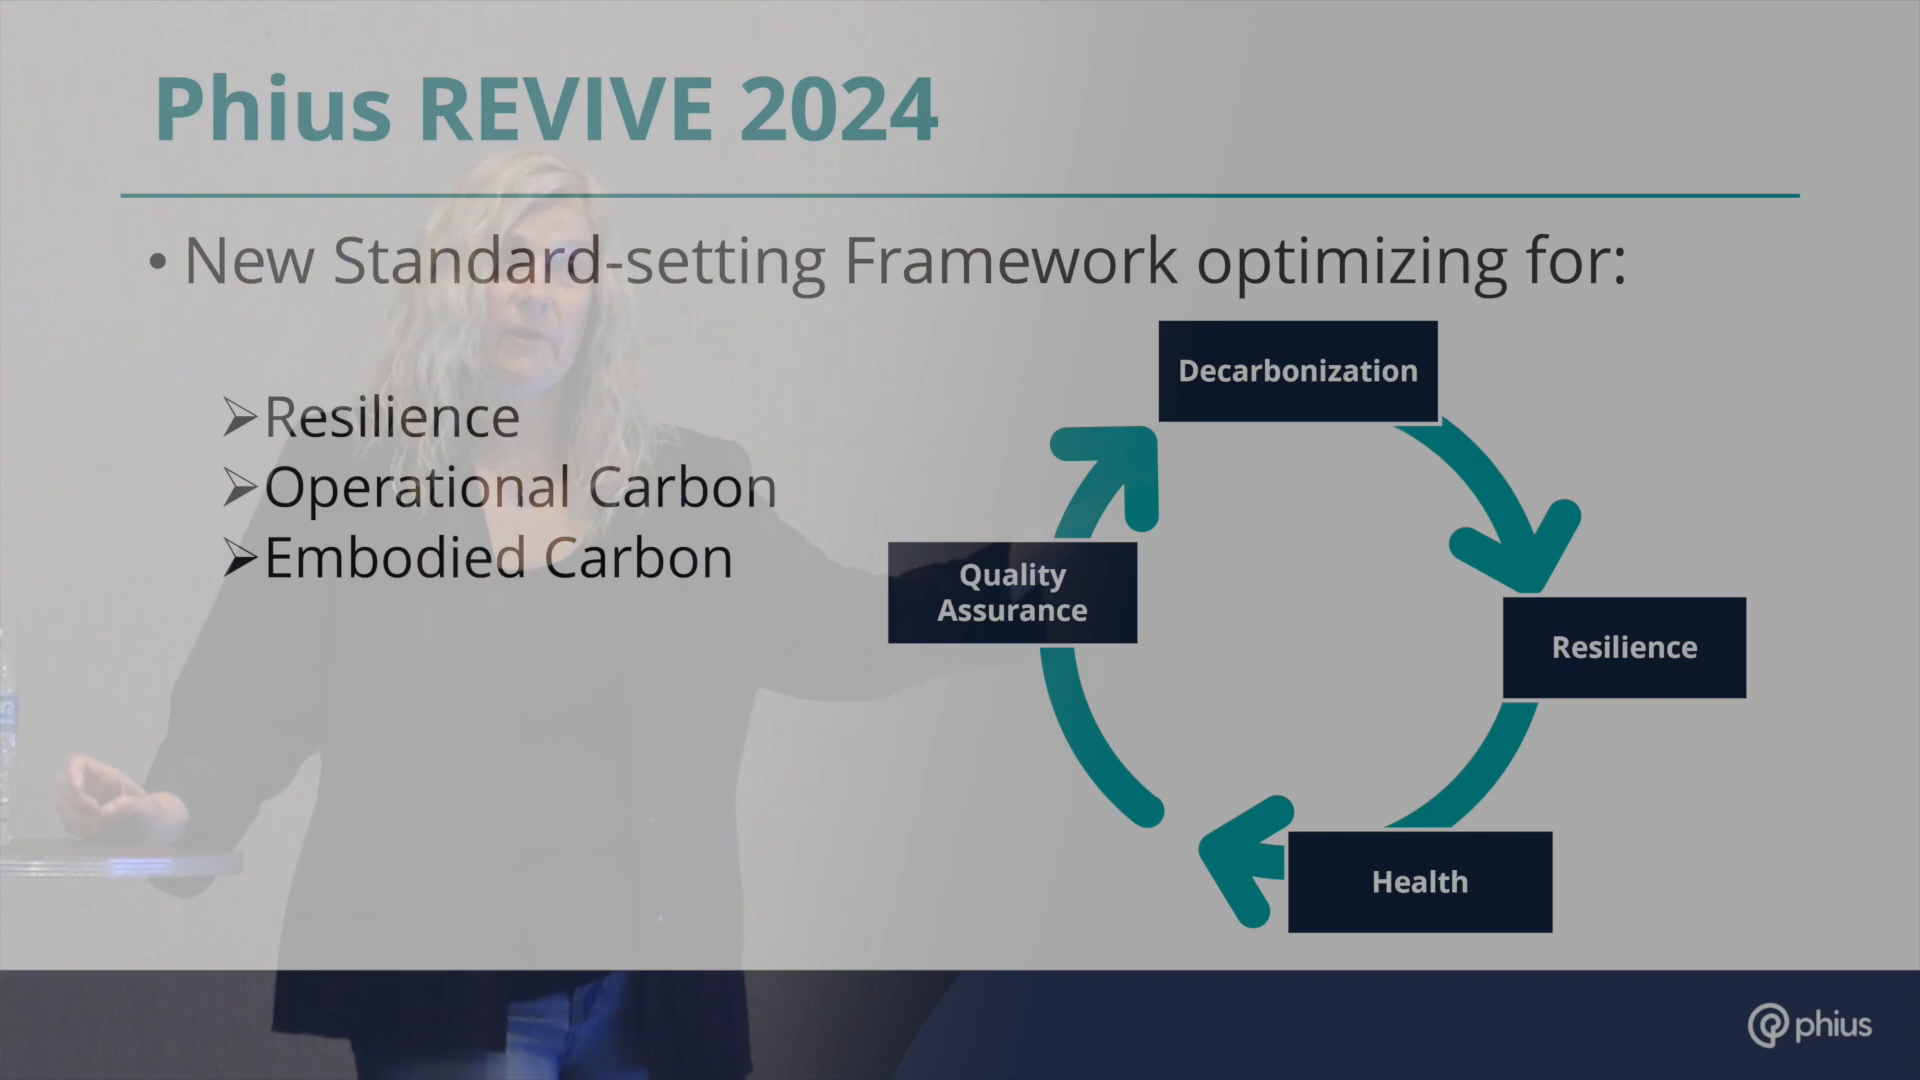 Phius REVIVE 2024
• New Standard-setting Framework optimizing for:
➢Resilience
➢Operational Carbon
➢Embodied Carbon
Decarbonization
Quality
Assurance
Resilience
Health
phius